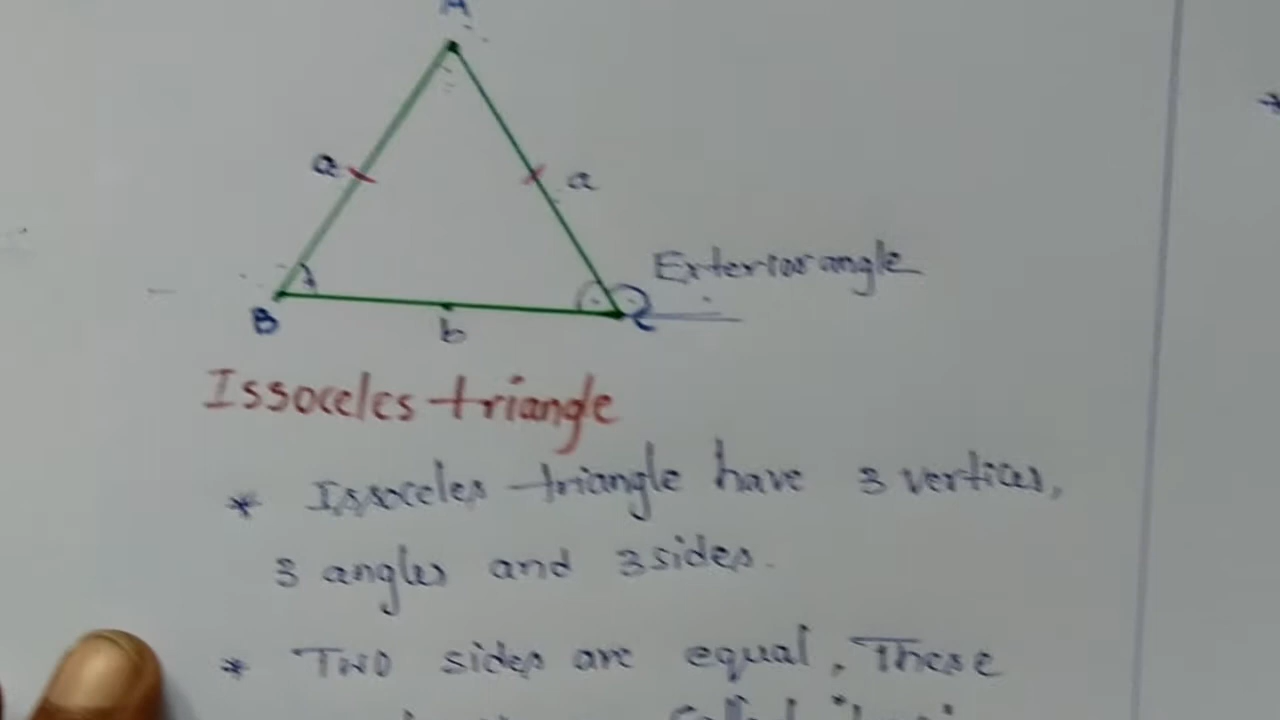 A
a
a
Exterior angle
B
b
C
Issoceles triangle
* Issoceles triangle have 3 vertices,
3 angles and 3 sides.
* Two sides are equal. These
called